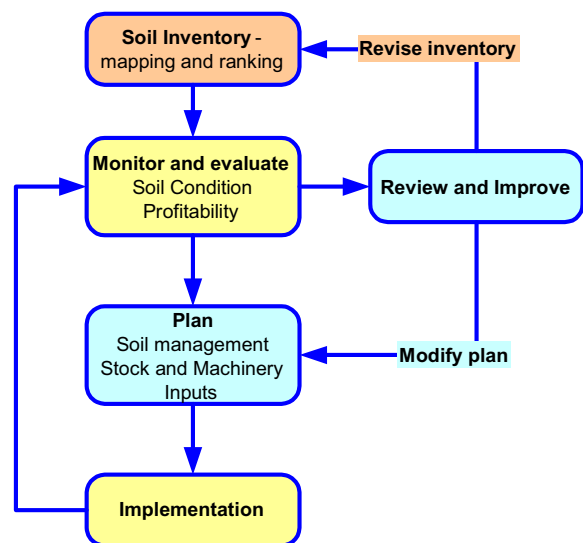 Soil Inventory -
mapping and ranking
Revise inventory
Monitor and evaluate
Soil Condition
Profitability
Review and Improve
Plan
Soil management
Stock and Machinery
Inputs
Modify plan
Implementation